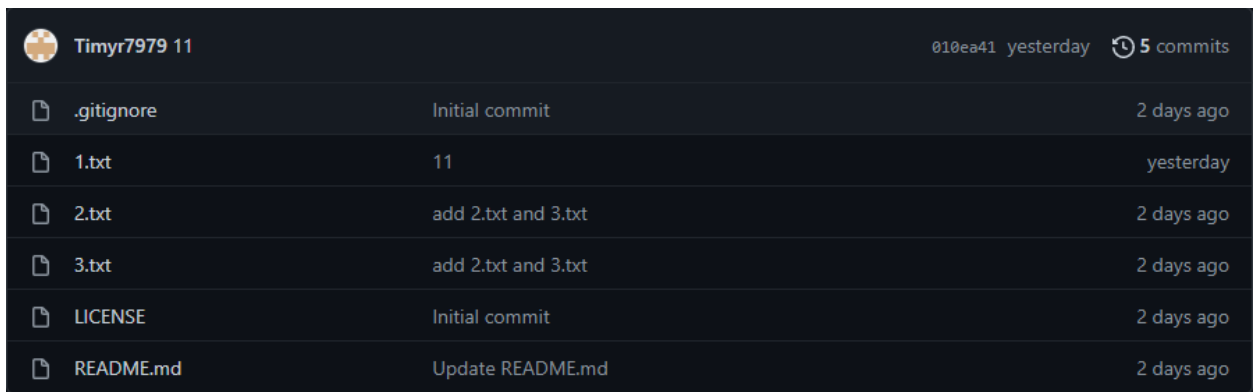 Timyr7979 11 010ea41 yesterday 5 commits
.gitignore Initial commit 2 days ago
1.txt 11 yesterday
2.txt add 2.txt and 3.txt 2 days ago
3.txt add 2.txt and 3.txt 2 days ago
LICENSE Initial commit 2 days ago
README.md Update README.md 2 days ago